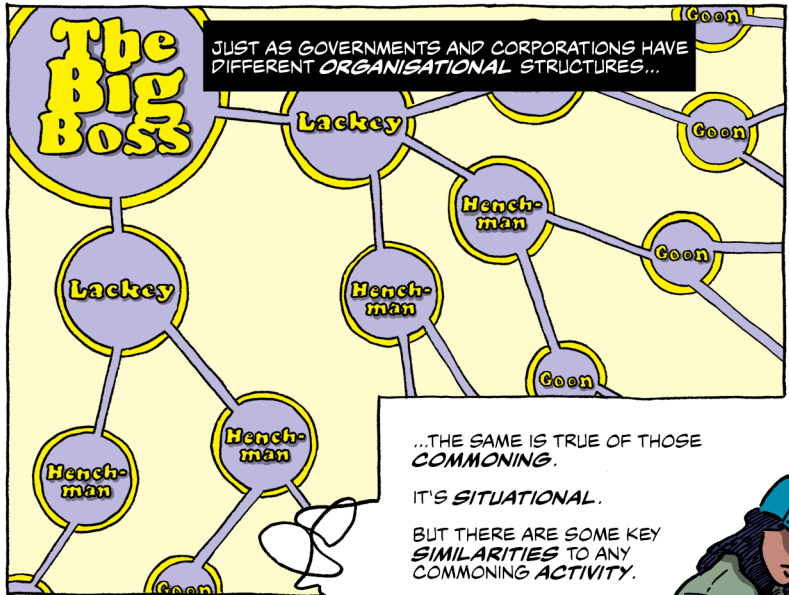 The
Big
Boss
JUST AS GOVERNMENTS AND CORPORATIONS HAVE
DIFFERENT ORGANISATIONAL STRUCTURES...
Goon
Lackey
Goon
Hench-
man
Goon
Lackey
Hench-
man
Goon
Hench-
man
Hench-
man
Goon
...THE SAME IS TRUE OF THOSE
COMMONING.
IT'S SITUATIONAL.
BUT THERE ARE SOME KEY
SIMILARITIES TO ANY
COMMONING ACTIVITY.